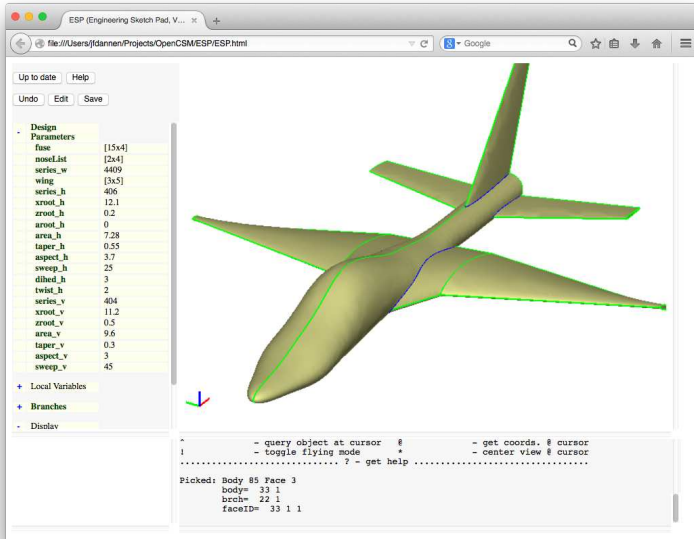 ESP (Engineering Sketch Pad, V...
file:///Users/jfdannen/Projects/OpenCSM/ESP/ESP.html
Google
Up to date Help
Undo Edit Save
- Design Parameters
fuse [15x4]
noseList [2x4]
series_w 4409
wing [3x5]
series_h 406
xroot_h 12.1
zroot_h 0.2
aroot_h 0
area_h 7.28
taper_h 0.55
aspect_h 3.7
sweep_h 25
dihed_h 3
twist_h 2
series_v 404
xroot_v 11.2
zroot_v 0.5
area_v 9.6
taper_v 0.3
aspect_v 3
sweep_v 45
+ Local Variables
+ Branches
- Display
^ - query object at cursor @ - get coords. @ cursor
! - toggle flying mode * - center view @ cursor
............................ ? - get help ...............................
Picked: Body 85 Face 3
body= 33 1
brch= 22 1
faceID= 33 1 1